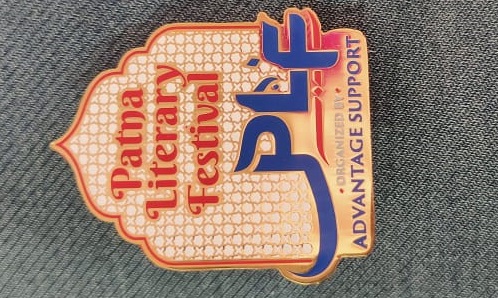 Patna
Literary
Festival
PLF
• ORGANIZED BY •
ADVANTAGE SUPPORT